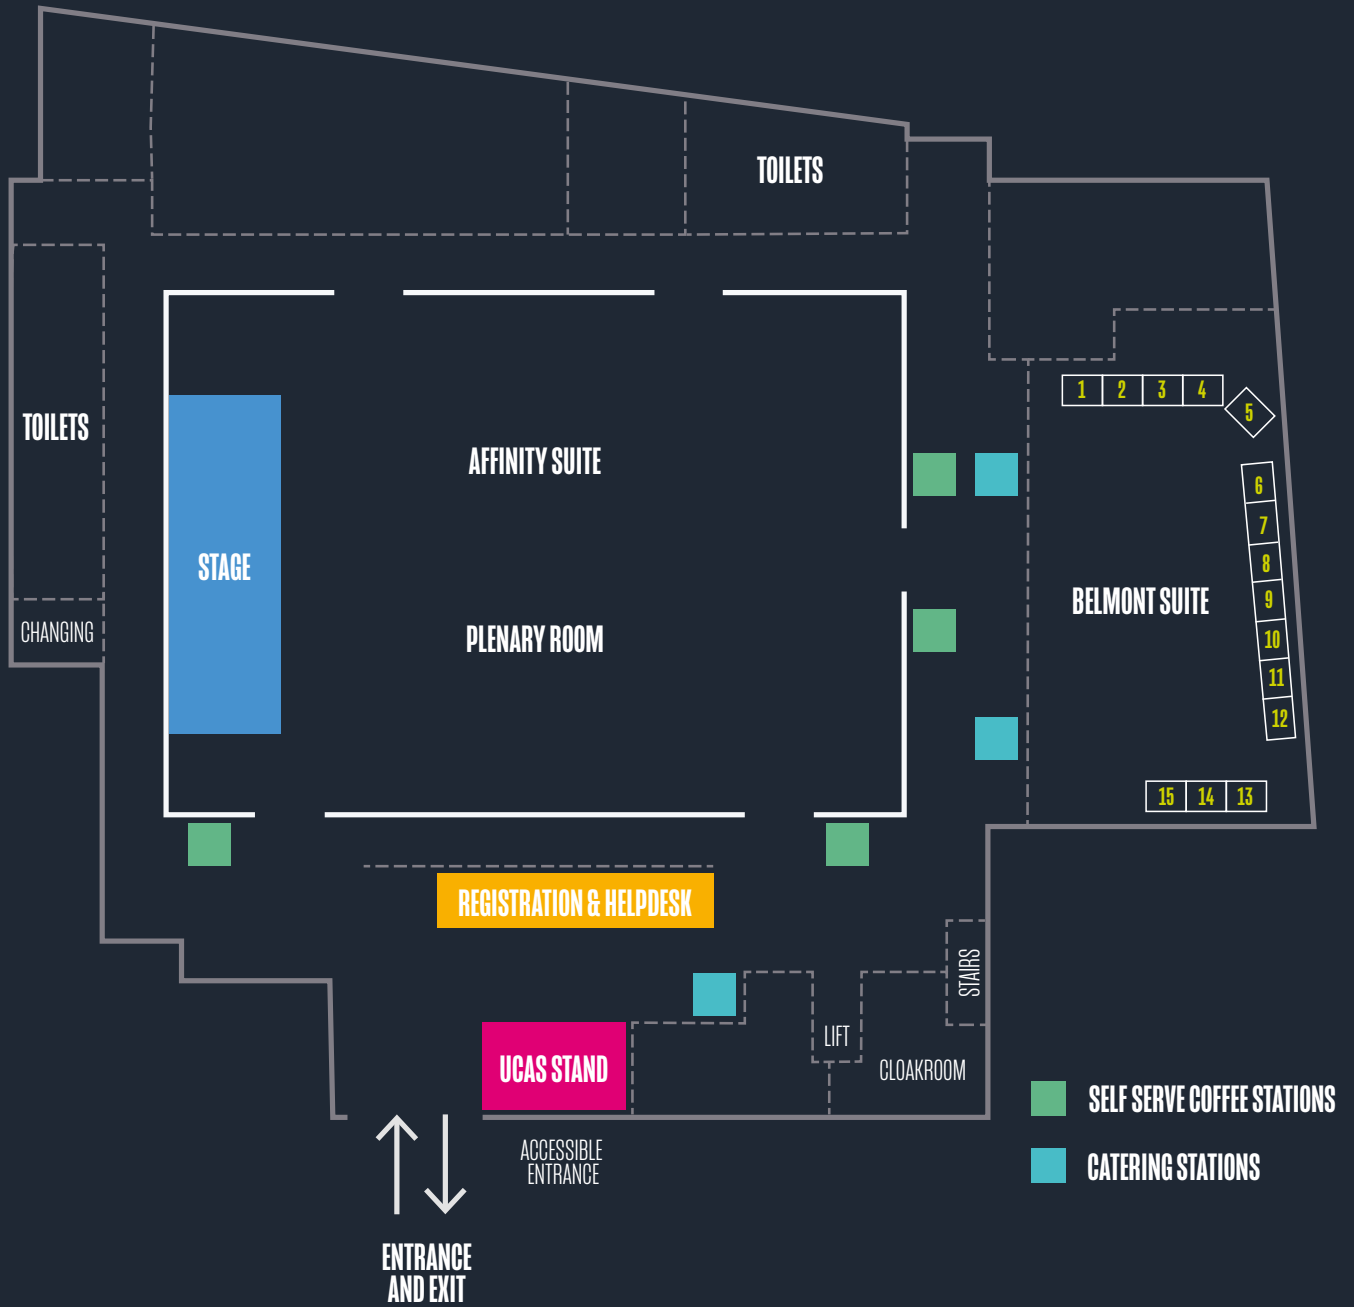 TOILETS
1
2
3
4
5
TOILETS
AFFINITY SUITE
6
7
STAGE
8
BELMONT SUITE
9
CHANGING
PLENARY ROOM
10
11
12
15
14
13
REGISTRATION & HELPDESK
STAIRS
LIFT
UCAS STAND
CLOAKROOM
SELF SERVE COFFEE STATIONS
ACCESSIBLE
ENTRANCE
CATERING STATIONS
ENTRANCE
AND EXIT